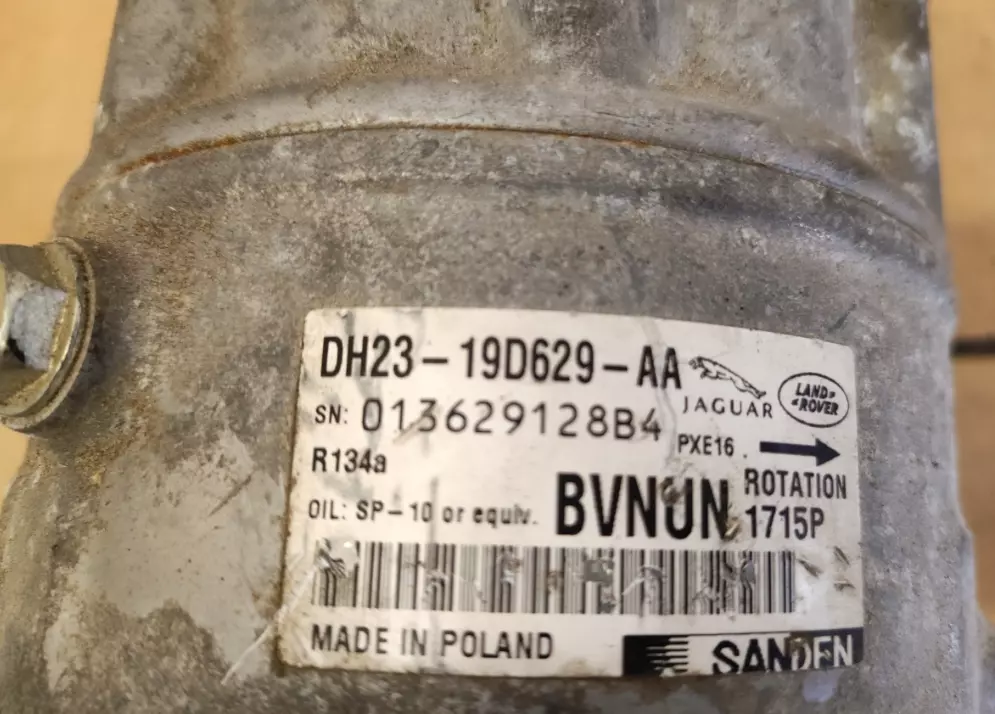 DH23-19D629-AA
JAGUAR
LAND ROVER
SN: 013629128B4
PXE16
R134a
ROTATION
OIL: SP-10 or equiv.
BVNUN
1715P
MADE IN POLAND
SANDEN